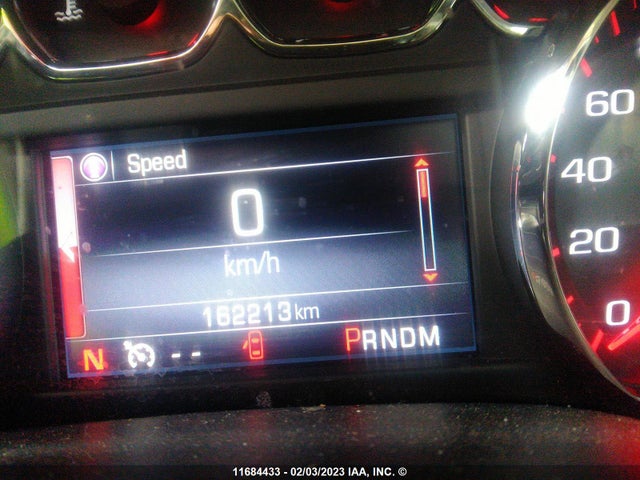 Speed
0
km/h
162213 km
N -- PRNDM
60
40
20
0
11684433 - 02/03/2023 IAA, INC. ©